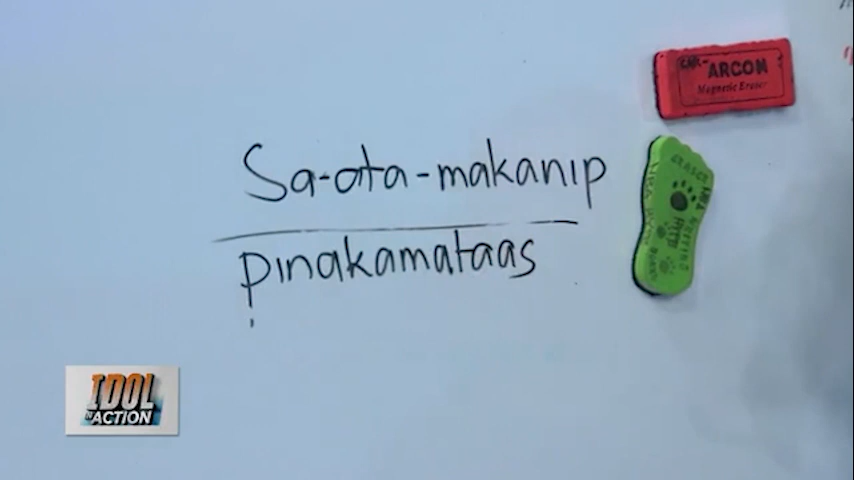 Sa-ata-makanip
pinakamataas
ARCON
Magnetic Eraser
IDOL
IN ACTION